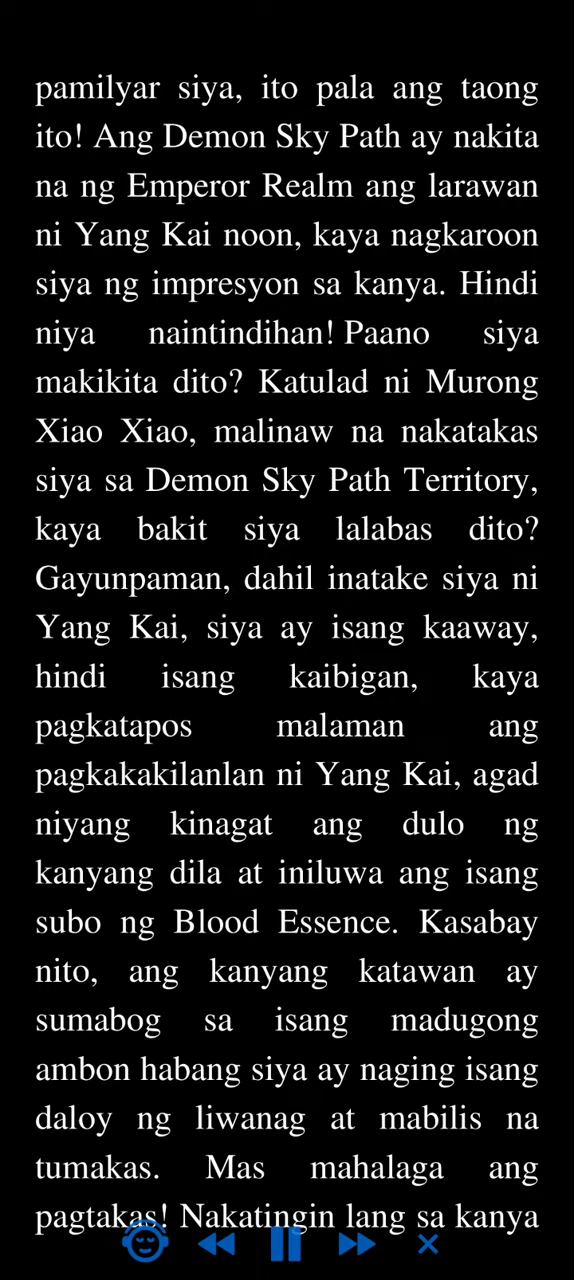 pamilyar siya, ito pala ang taong
ito! Ang Demon Sky Path ay nakita
na ng Emperor Realm ang larawan
ni Yang Kai noon, kaya nagkaroon
siya ng impresyon sa kanya. Hindi
niya naintindihan! Paano siya
makikita dito? Katulad ni Murong
Xiao Xiao, malinaw na nakatakas
siya sa Demon Sky Path Territory,
kaya bakit siya lalabas dito?
Gayunpaman, dahil inatake siya ni
Yang Kai, siya ay isang kaaway,
hindi isang kaibigan, kaya
pagkatapos malaman ang
pagkakakilanlan ni Yang Kai, agad
niyang kinagat ang dulo ng
kanyang dila at iniluwa ang isang
subo ng Blood Essence. Kasabay
nito, ang kanyang katawan ay
sumabog sa isang madugong
ambon habang siya ay naging isang
daloy ng liwanag at mabilis na
tumakas. Mas mahalaga ang
pagtakas! Nakatingin lang sa kanya